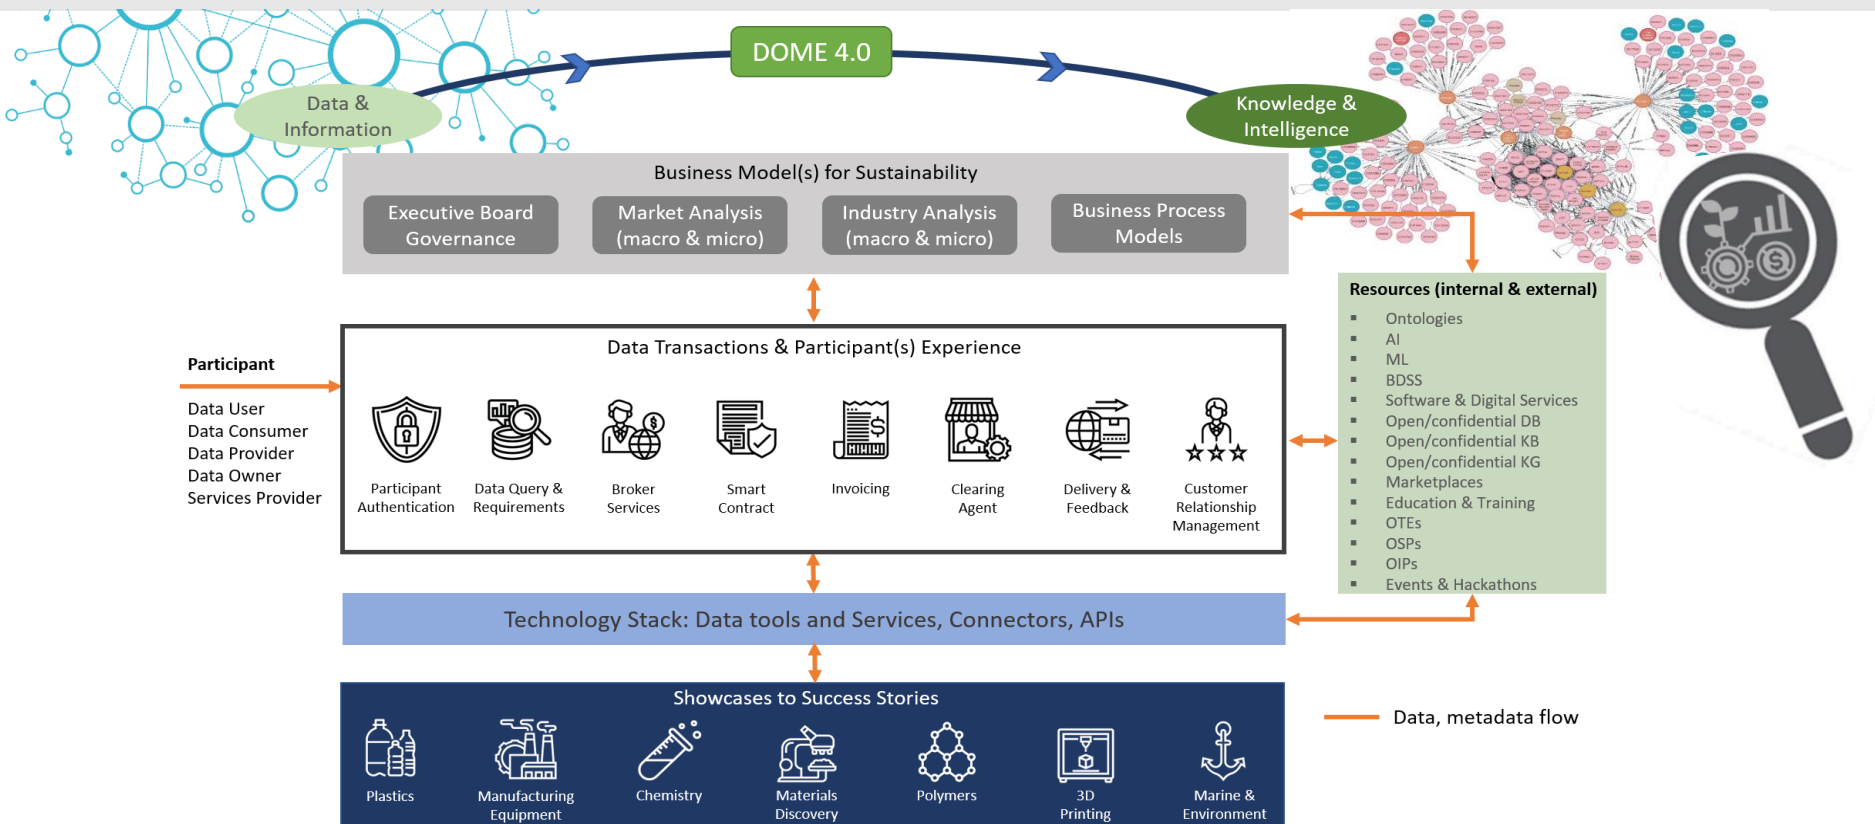 DOME 4.0
Data &
Information
Knowledge &
Intelligence
Business Model(s) for Sustainability
Executive Board
Governance
Market Analysis
(macro & micro)
Industry Analysis
(macro & micro)
Business Process
Models
Resources (internal & external)
Ontologies
AI
ML
BDSS
Software & Digital Services
Open/confidential DB
Open/confidential KB
Open/confidential KG
Marketplaces
Education & Training
OTEs
OSPs
OIPs
Events & Hackathons
Participant
Data User
Data Consumer
Data Provider
Data Owner
Services Provider
Data Transactions & Participant(s) Experience
Participant
Authentication
Data Query &
Requirements
Broker
Services
Smart
Contract
Invoicing
Clearing
Agent
Delivery &
Feedback
Customer
Relationship
Management
Technology Stack: Data tools and Services, Connectors, APIs
Showcases to Success Stories
Plastics
Manufacturing
Equipment
Chemistry
Materials
Discovery
Polymers
3D
Printing
Marine &
Environment
Data, metadata flow